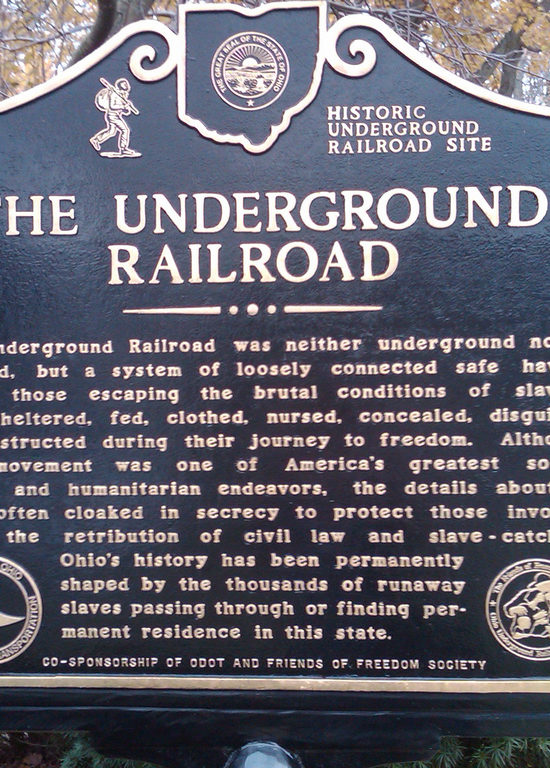 THE GREAT SEAL OF THE STATE OF OHIO
HISTORIC
UNDERGROUND
RAILROAD SITE
THE UNDERGROUND
RAILROAD
nderground Railroad was neither underground no
d, but a system of loosely connected safe hav
those escaping the brutal conditions of slav
heltered, fed, clothed, nursed, concealed, disgui
structed during their journey to freedom. Altho
movement was one of America's greatest so
and humanitarian endeavors, the details about
often cloaked in secrecy to protect those invo
the retribution of civil law and slave-catch
Ohio's history has been permanently
shaped by the thousands of runaway
slaves passing through or finding per-
manent residence in this state.
OHIO
TRANSPORTATION
CO-SPONSORSHIP OF ODOT AND FRIENDS OF FREEDOM SOCIETY